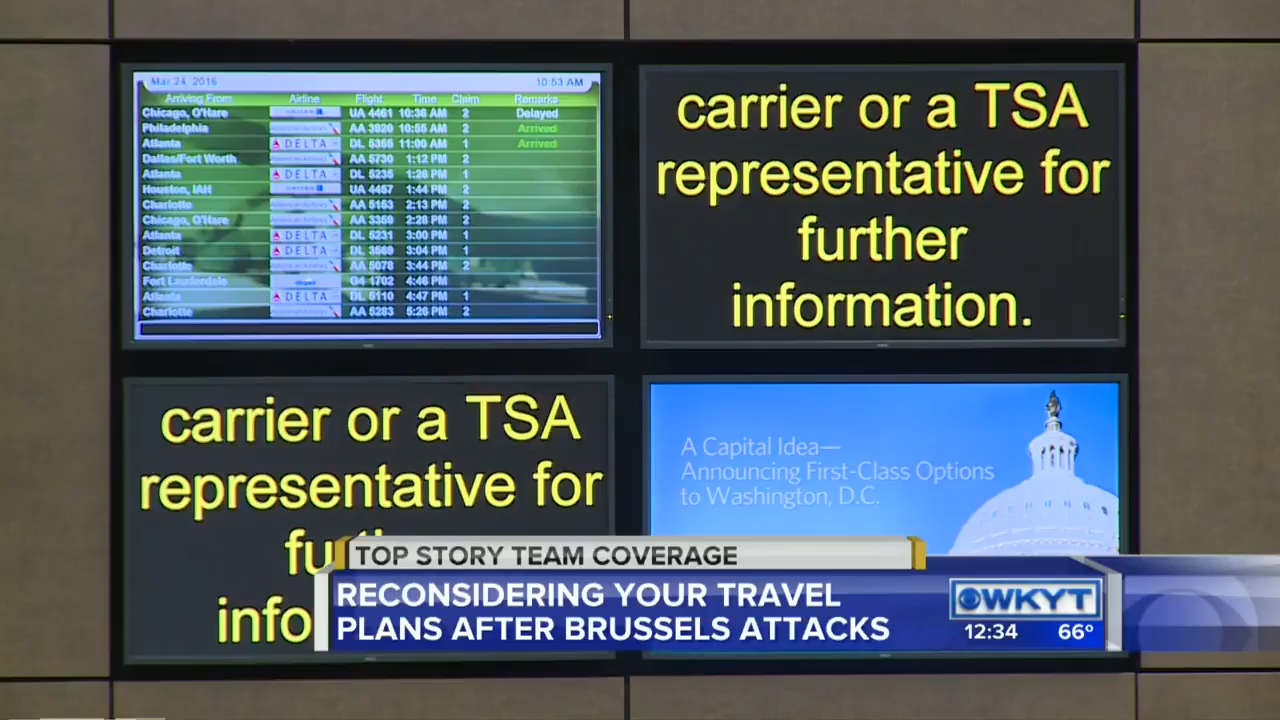 Mar 24, 2016 10:53 AM
Arriving From Airline Flight Time Claim Remarks
Chicago, O'Hare UA 4461 10:36 AM 2 Delayed
Philadelphia AA 3920 10:55 AM 2 Arrived
Atlanta DELTA DL 5355 11:00 AM 1 Arrived
Dallas/Fort Worth AA 5730 1:12 PM 2
Atlanta DELTA DL 5235 1:26 PM 1
Houston, IAH UA 4457 1:44 PM 2
Charlotte AA 5153 2:13 PM 2
Chicago, O'Hare AA 3359 2:28 PM 2
Atlanta DELTA DL 5231 3:00 PM 1
Detroit DELTA DL 3569 3:04 PM 1
Charlotte AA 5078 3:44 PM 2
Fort Lauderdale G4 1702 4:46 PM
Atlanta DELTA DL 5110 4:47 PM 1
Charlotte AA 5283 5:26 PM 2
carrier or a TSA
representative for
further
information.
carrier or a TSA
representative for
fu
info
A Capital Idea—
Announcing First-Class Options
to Washington, D.C.
TOP STORY TEAM COVERAGE
RECONSIDERING YOUR TRAVEL
PLANS AFTER BRUSSELS ATTACKS
WKYT
12:34 66°